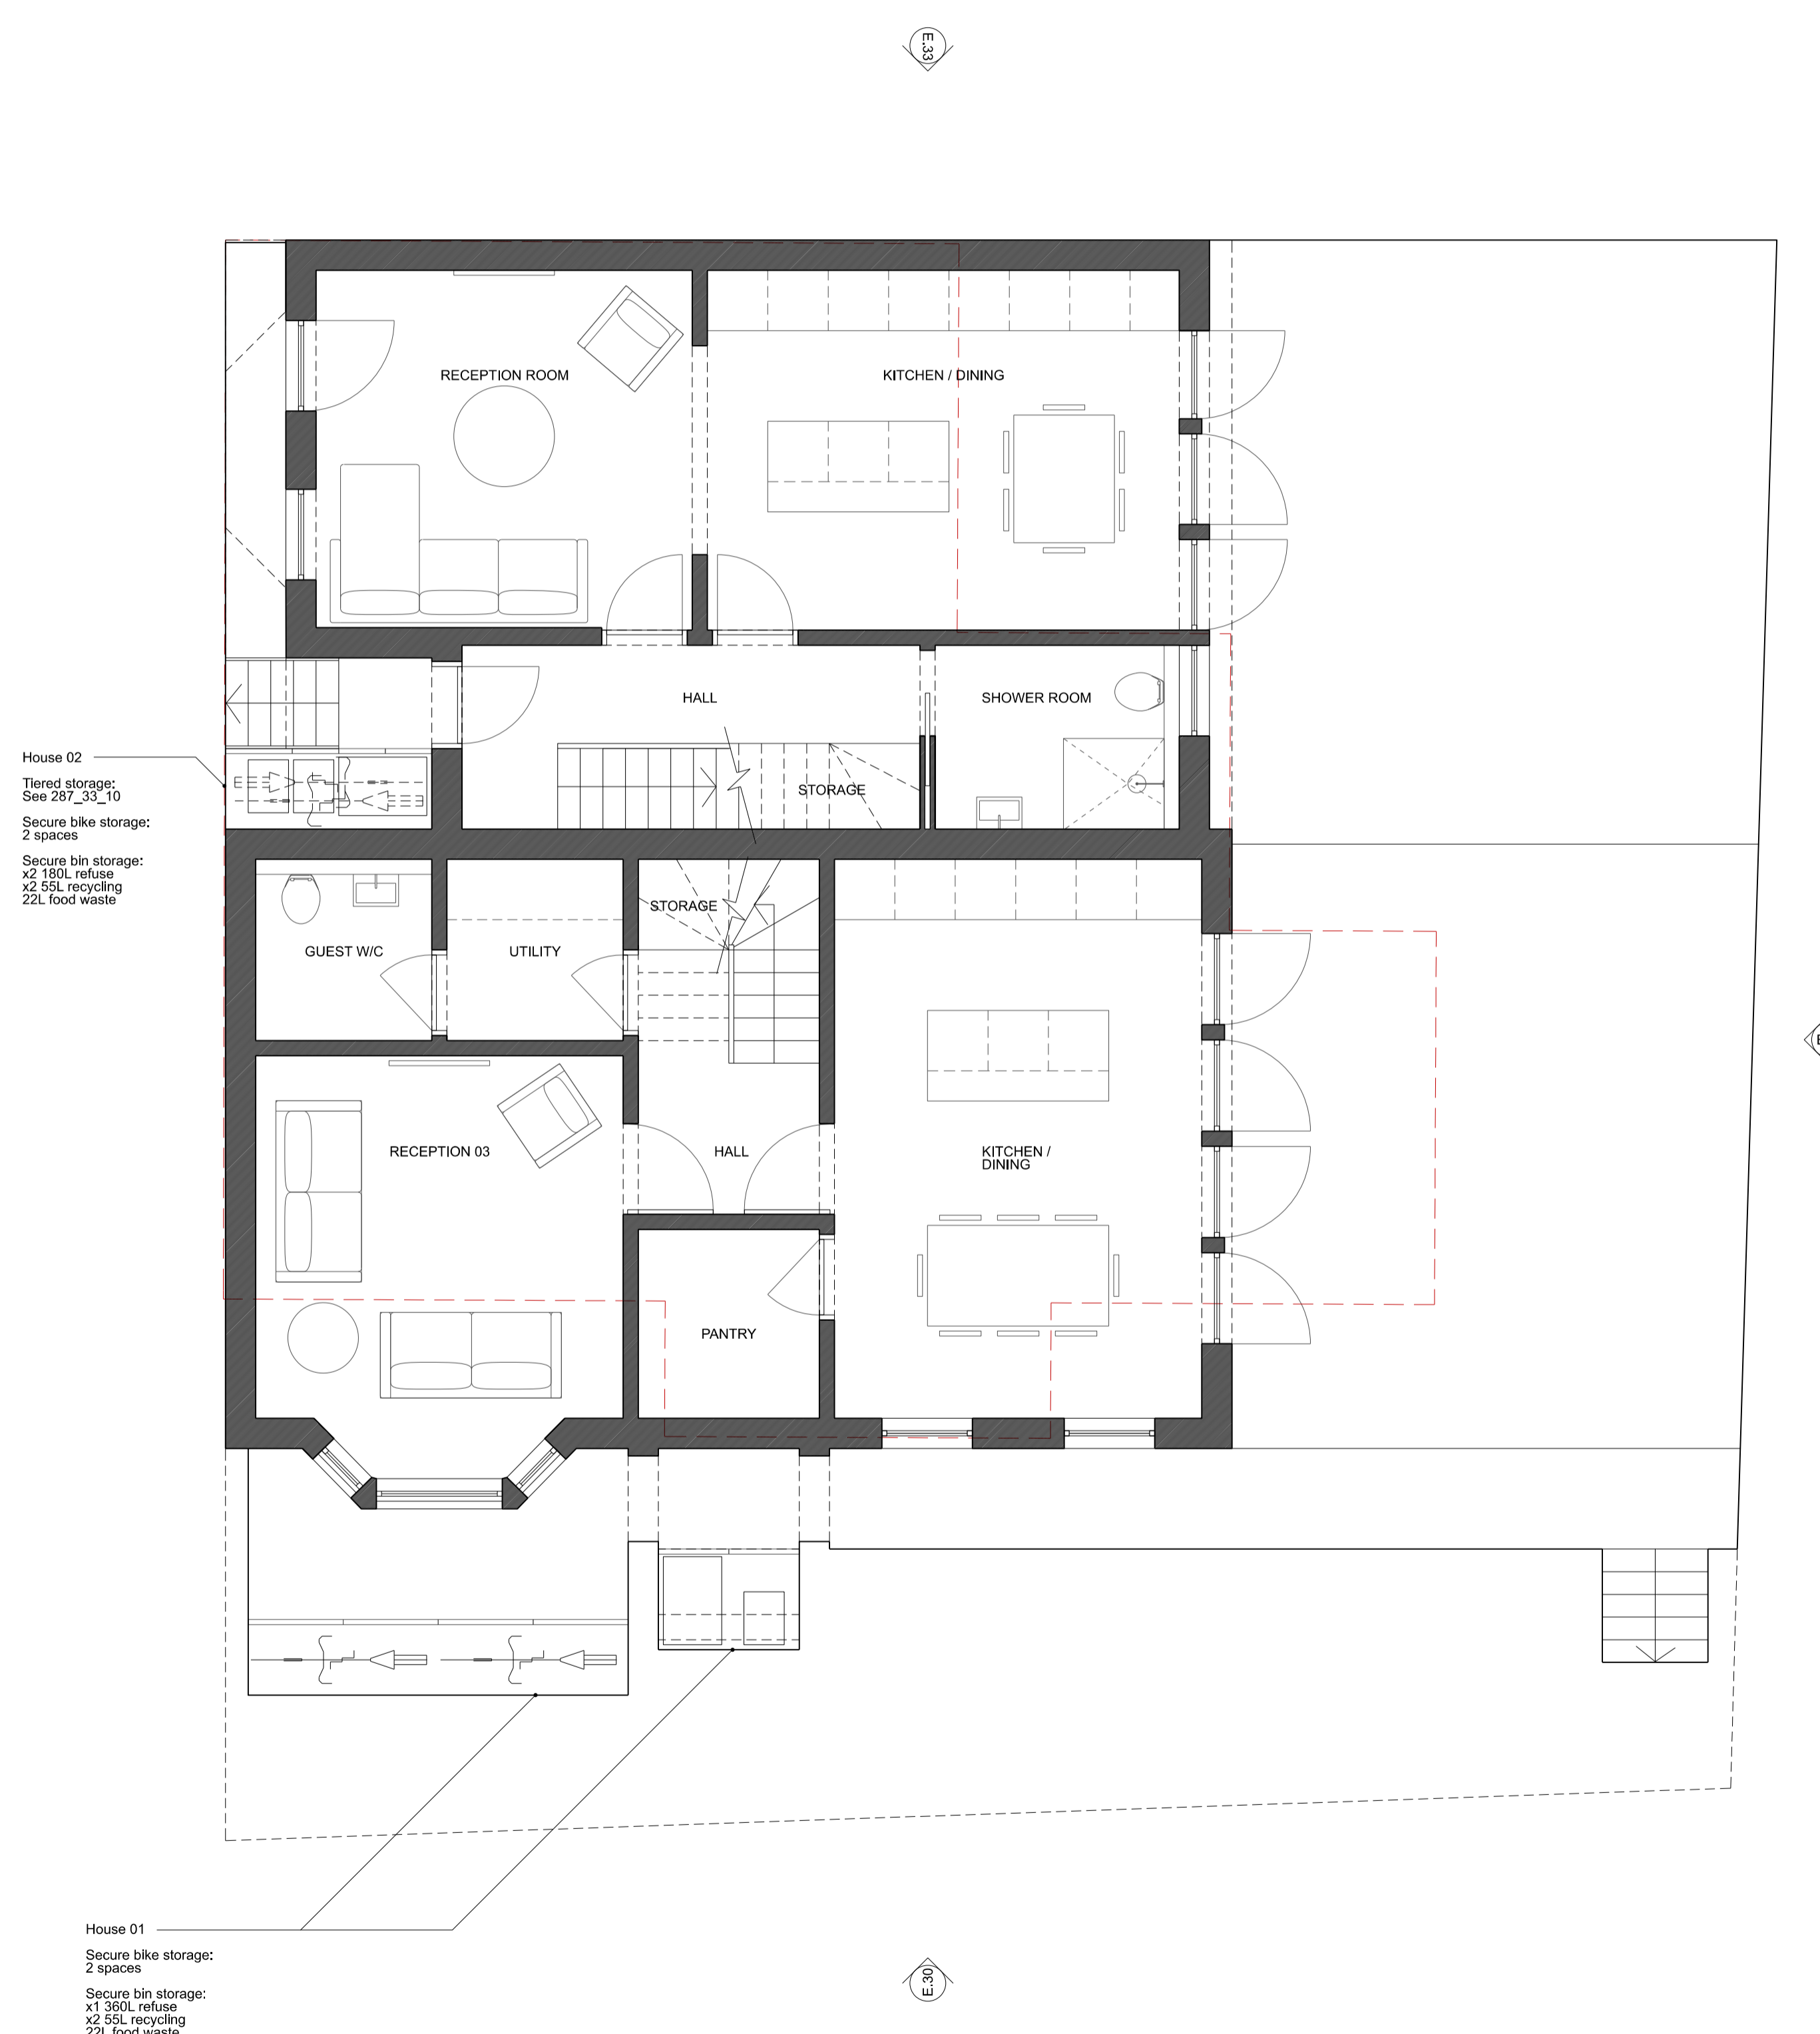 E.33
RECEPTION ROOM
KITCHEN / DINING
HALL
SHOWER ROOM
STORAGE
House 02
Tiered storage:
See 287_33_10
Secure bike storage:
2 spaces
Secure bin storage:
x2 180L refuse
x2 55L recycling
22L food waste
STORAGE
GUEST W/C
UTILITY
RECEPTION 03
HALL
KITCHEN /
DINING
PANTRY
House 01
Secure bike storage:
2 spaces
Secure bin storage:
x1 360L refuse
x2 55L recycling
22L food waste
E.30